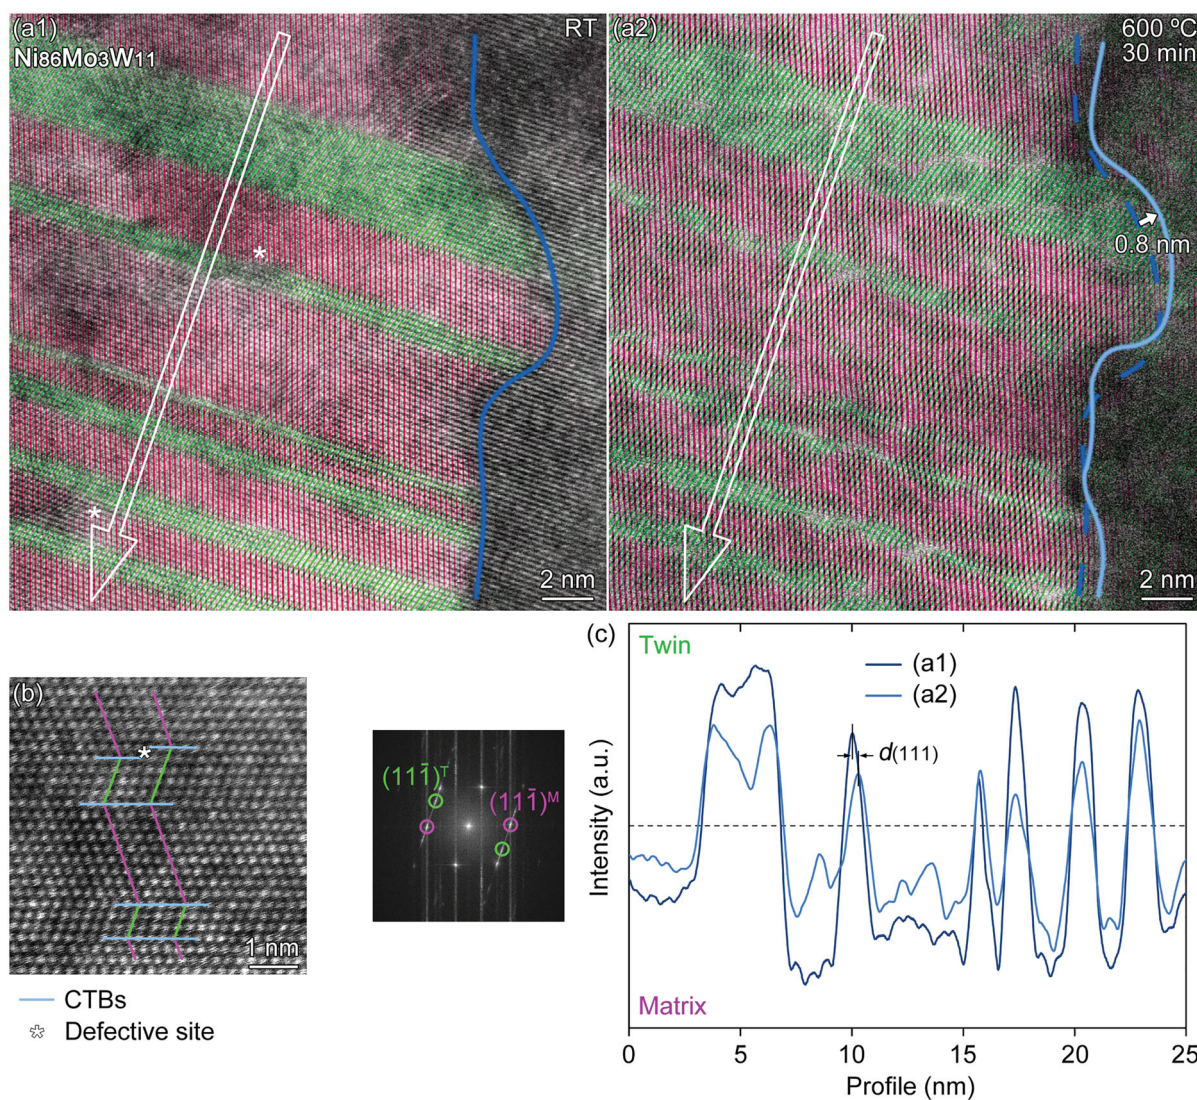 (a1)
RT
Ni86Mo3W11
*
*
2 nm
(a2)
600 ºC
30 min
0.8 nm
2 nm
(b)
*
1 nm
CTBs
* Defective site
(111̄)ᵀ
(111̄)ᴹ
(c)
Twin
(a1)
(a2)
d(111)
Intensity (a.u.)
Matrix
0 5 10 15 20 25
Profile (nm)